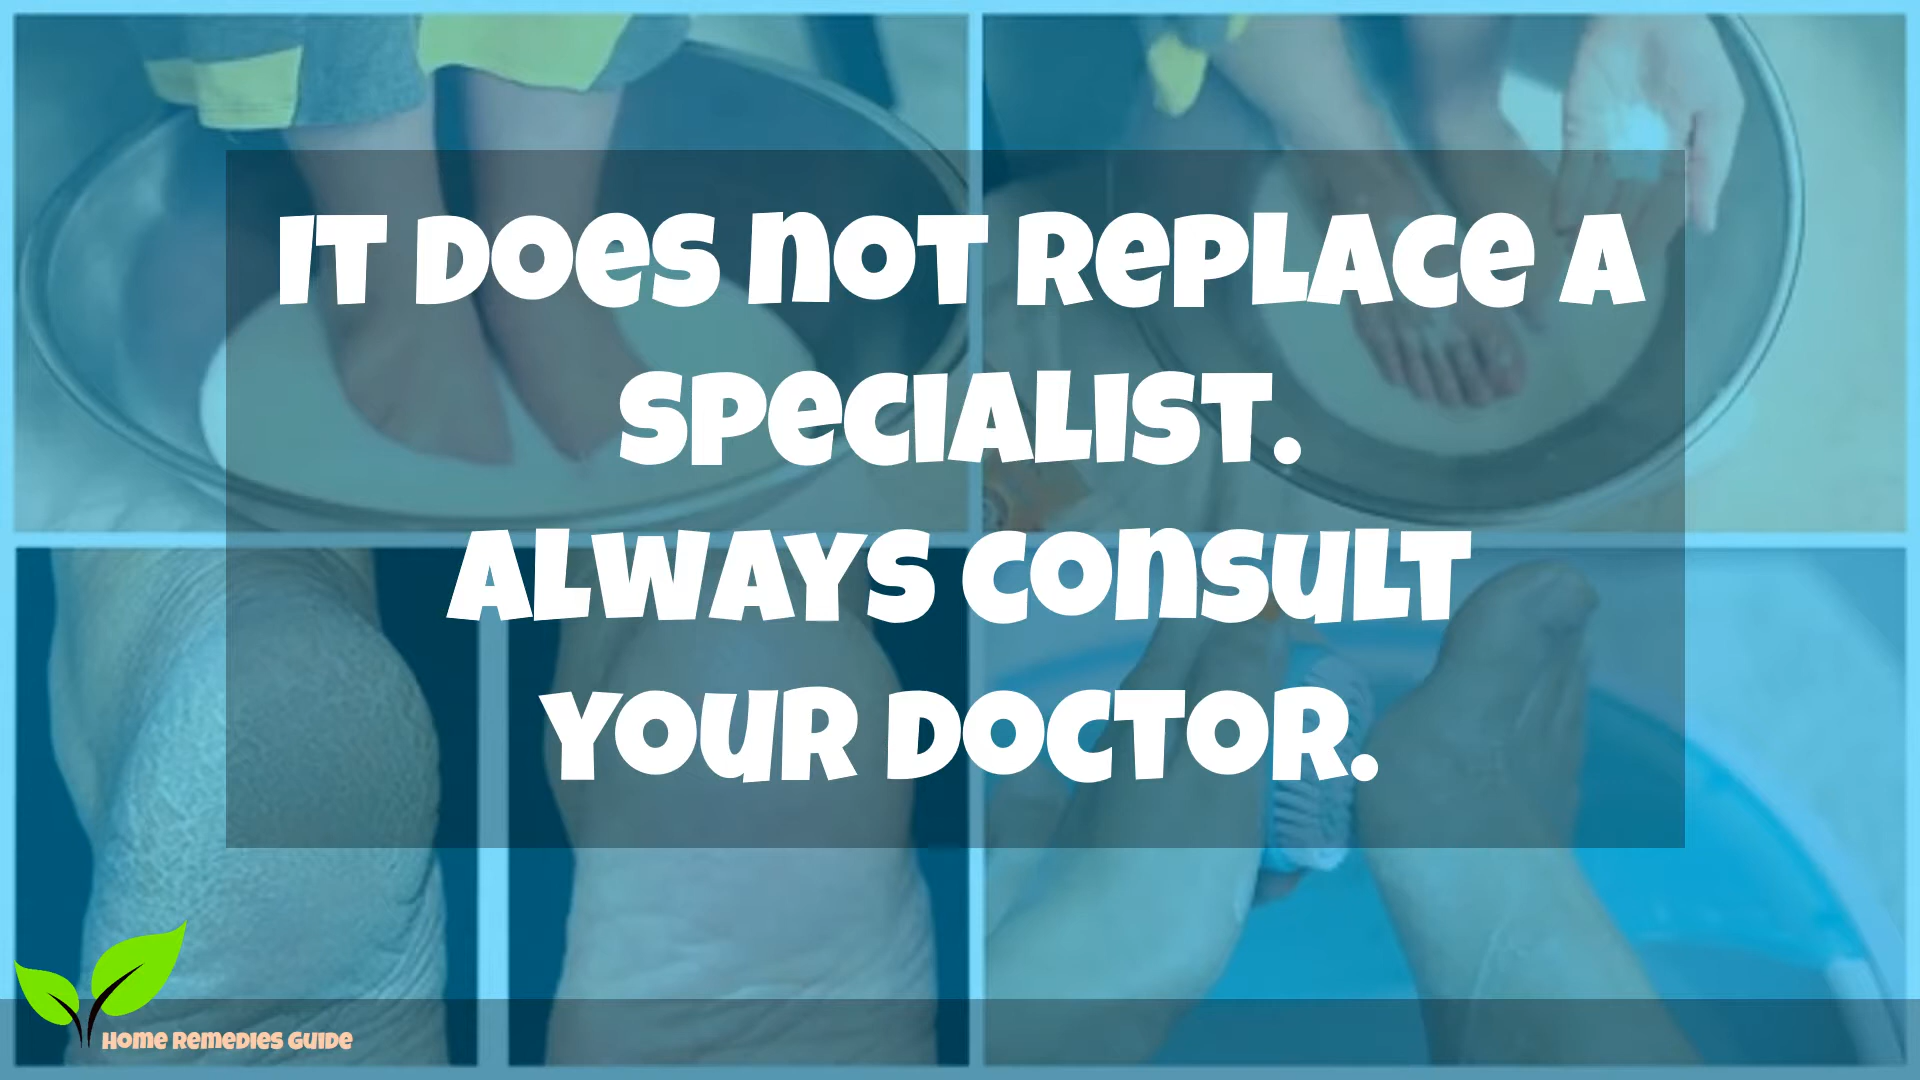 It does not replace a
specialist.
Always consult
your doctor.
Home Remedies Guide